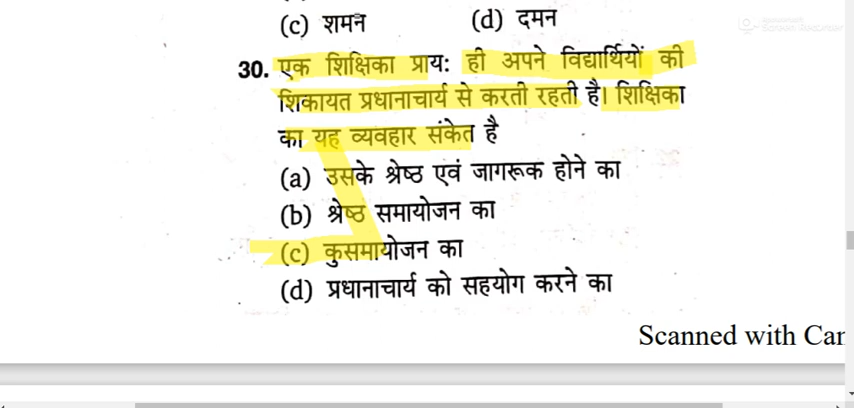 (c) शमन (d) दमन
30. एक शिक्षिका प्राय: ही अपने विद्यार्थियों की
शिकायत प्रधानाचार्य से करती रहती है। शिक्षिका
का यह व्यवहार संकेत है
(a) उसके श्रेष्ठ एवं जागरूक होने का
(b) श्रेष्ठ समायोजन का
(c) कुसमायोजन का
(d) प्रधानाचार्य को सहयोग करने का
Scanned with Car